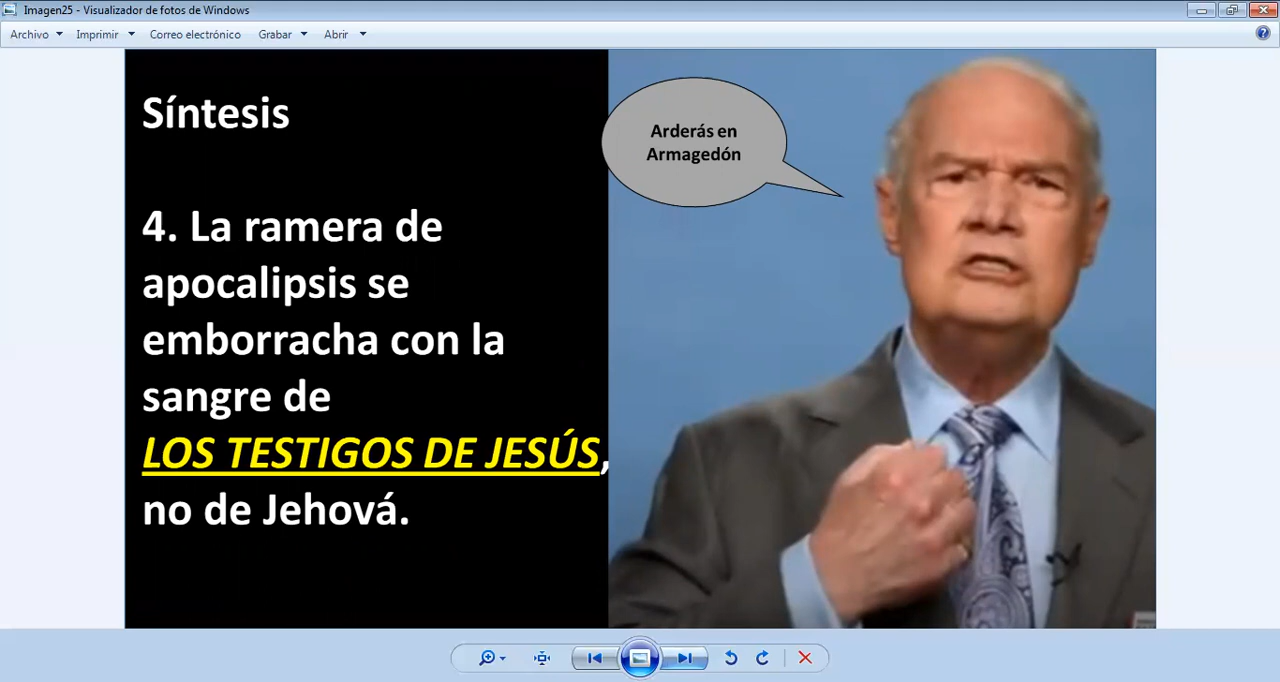 Imagen25 - Visualizador de fotos de Windows
Archivo Imprimir Correo electrónico Grabar Abrir
Síntesis
4. La ramera de
apocalipsis se
emborracha con la
sangre de
LOS TESTIGOS DE JESÚS,
no de Jehová.
Arderás en
Armagedón